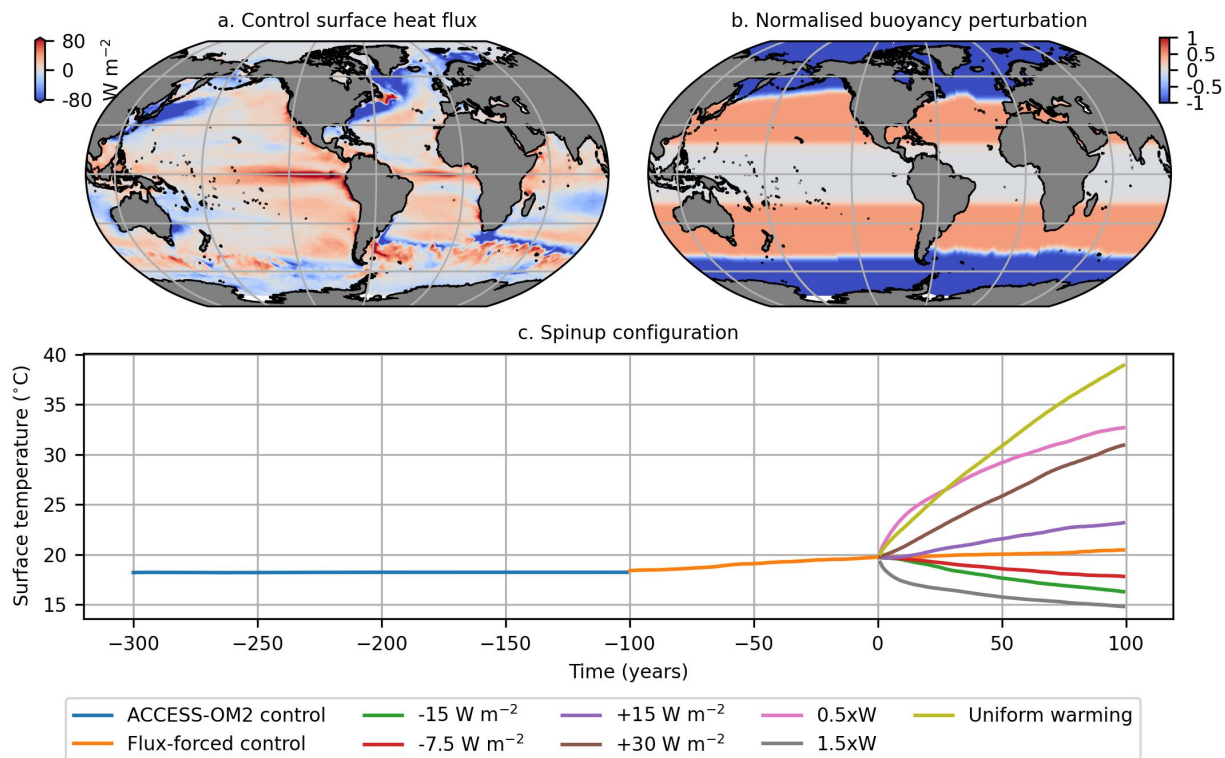 a. Control surface heat flux
b. Normalised buoyancy perturbation
80
0
-80
W m⁻²
1
0.5
0
-0.5
-1
c. Spinup configuration
Surface temperature (°C)
40
35
30
25
20
15
−300
−250
−200
−150
−100
−50
0
50
100
Time (years)
ACCESS-OM2 control
-15 W m⁻²
+15 W m⁻²
0.5xW
Uniform warming
Flux-forced control
-7.5 W m⁻²
+30 W m⁻²
1.5xW